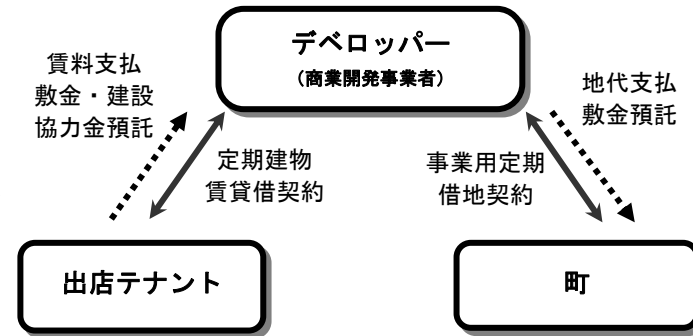 デベロッパー
（商業開発事業者）
賃料支払
敷金・建設
協力金預託
地代支払
敷金預託
定期建物
賃貸借契約
事業用定期
借地契約
出店テナント
町